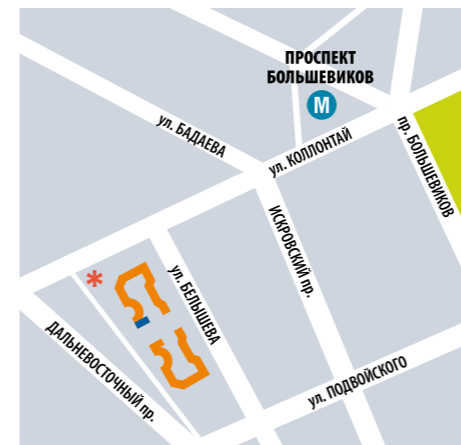 ПРОСПЕКТ
БОЛЬШЕВИКОВ
М
ул. БАДАЕВА
ул. КОЛЛОНТАЙ
пр. БОЛЬШЕВИКОВ
ИСКРОВСКИЙ пр.
ул. БЕЛЫШЕВА
*
ДАЛЬНЕВОСТОЧНЫЙ пр.
ул. ПОДВОЙСКОГО